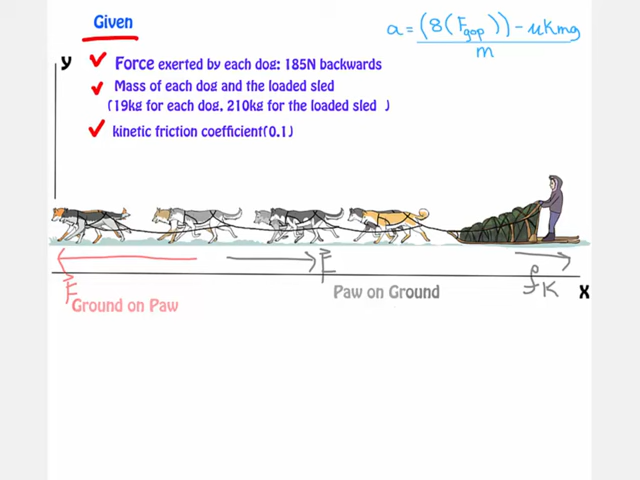 Given
a = (8(Fgop)) - ukmg
m
y
Force exerted by each dog: 185N backwards
Mass of each dog and the loaded sled
(19kg for each dog, 210kg for the loaded sled )
kinetic friction coefficient(0.1)
F
F
fK
x
Ground on Paw
Paw on Ground